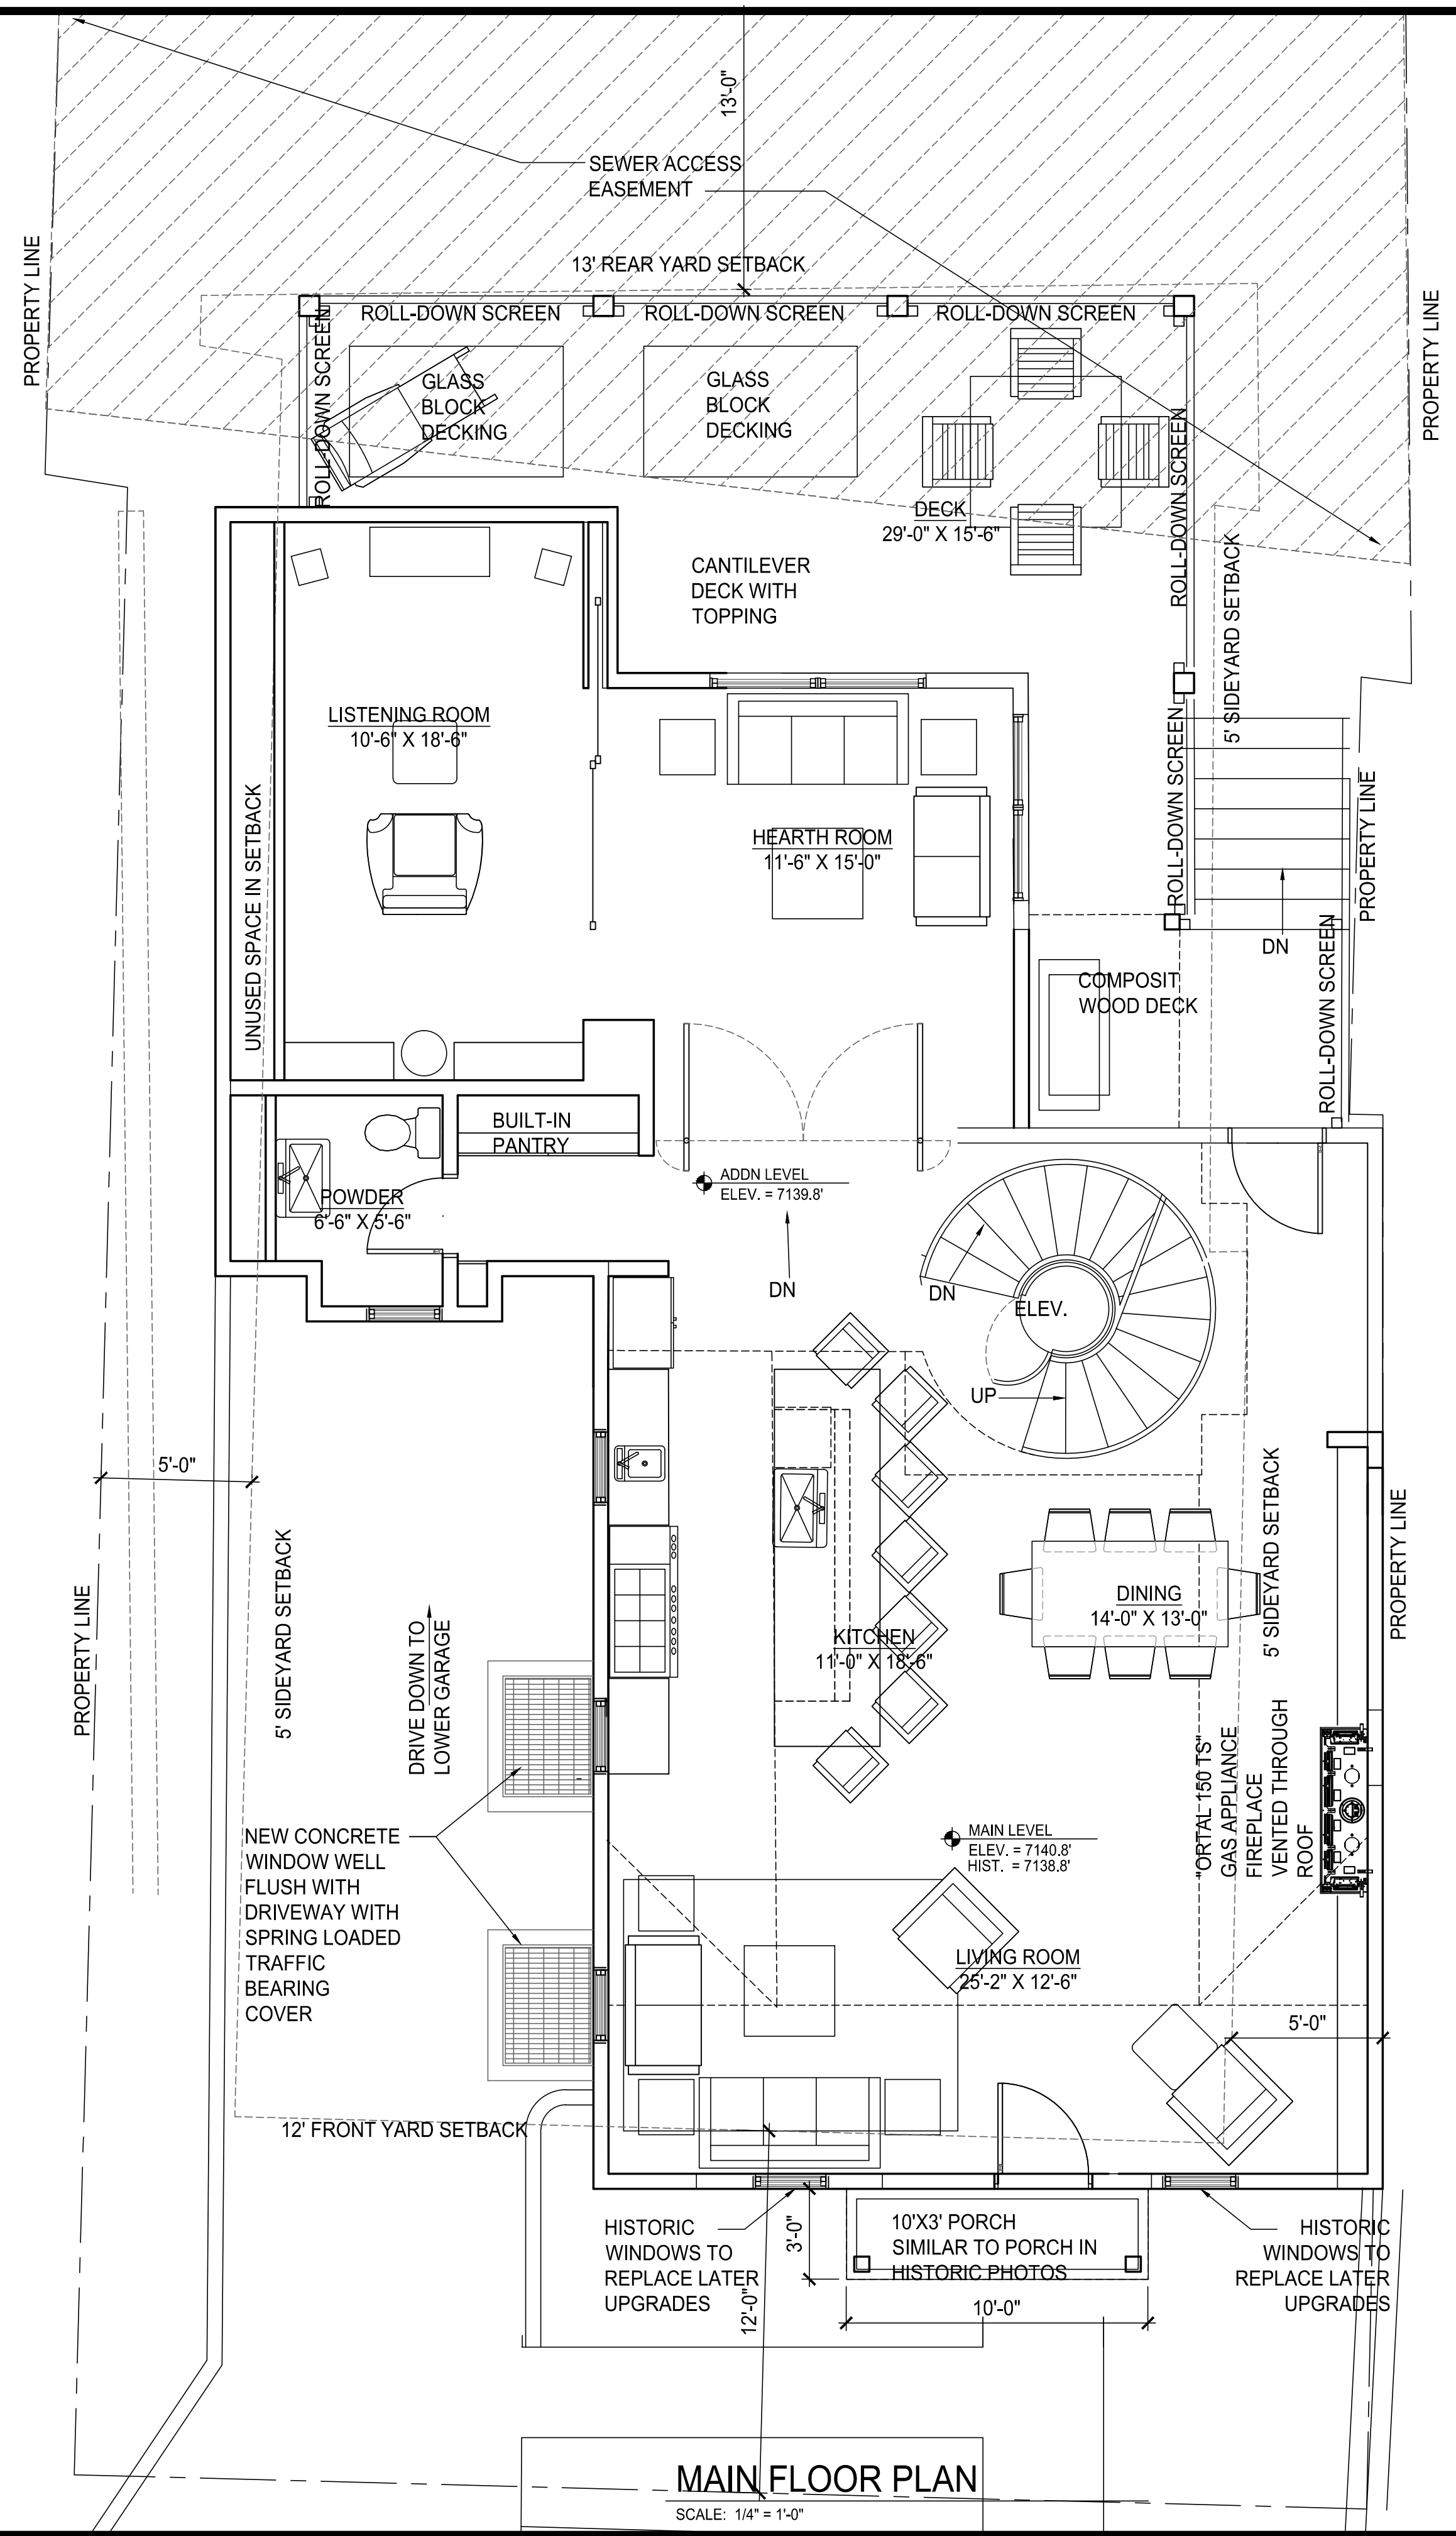 13'-0"
SEWER ACCESS
EASEMENT
PROPERTY LINE
13' REAR YARD SETBACK
PROPERTY LINE
ROLL-DOWN SCREEN
ROLL-DOWN SCREEN
ROLL-DOWN SCREEN
ROLL-DOWN SCREEN
GLASS
BLOCK
DECKING
GLASS
BLOCK
DECKING
ROLL-DOWN SCREEN
DECK
29'-0" X 15'-6"
CANTILEVER
DECK WITH
TOPPING
5' SIDEYARD SETBACK
LISTENING ROOM
10'-6" X 18'-6"
ROLL-DOWN SCREEN
UNUSED SPACE IN SETBACK
HEARTH ROOM
11'-6" X 15'-0"
PROPERTY LINE
DN
COMPOSIT
WOOD DECK
ROLL-DOWN SCREEN
BUILT-IN
PANTRY
ADDN LEVEL
ELEV. = 7139.8'
POWDER
6'-6" X 5'-6"
DN
DN
ELEV.
UP
5'-0"
5' SIDEYARD SETBACK
PROPERTY LINE
5' SIDEYARD SETBACK
PROPERTY LINE
DINING
14'-0" X 13'-0"
DRIVE DOWN TO
LOWER GARAGE
KITCHEN
11'-0" X 18'-6"
"ORTAL 150 TS"
GAS APPLIANCE
FIREPLACE
VENTED THROUGH
ROOF
NEW CONCRETE
WINDOW WELL
FLUSH WITH
DRIVEWAY WITH
SPRING LOADED
TRAFFIC
BEARING
COVER
MAIN LEVEL
ELEV. = 7140.8'
HIST. = 7138.8'
LIVING ROOM
25'-2" X 12'-6"
5'-0"
12' FRONT YARD SETBACK
HISTORIC
WINDOWS TO
REPLACE LATER
UPGRADES
3'-0"
10'X3' PORCH
SIMILAR TO PORCH IN
HISTORIC PHOTOS
HISTORIC
WINDOWS TO
REPLACE LATER
UPGRADES
12'-0"
10'-0"
MAIN FLOOR PLAN
SCALE: 1/4" = 1'-0"